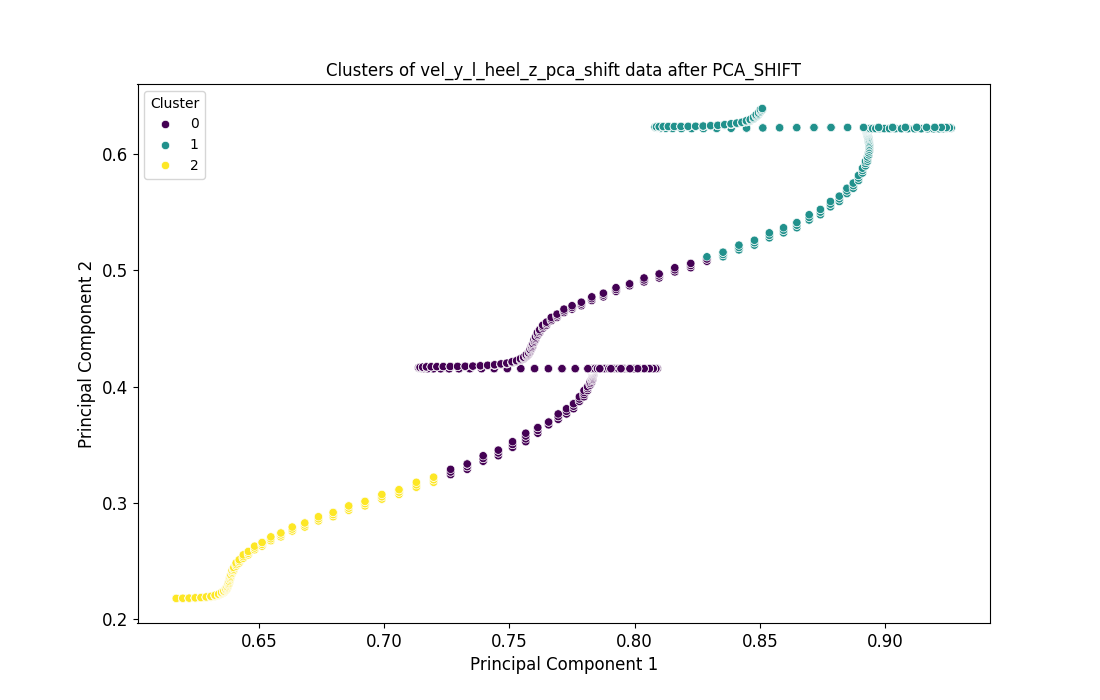 Clusters of vel_y_l_heel_z_pca_shift data after PCA_SHIFT
Cluster
0
1
2
Principal Component 2
0.6
0.5
0.4
0.3
0.2
0.65 0.70 0.75 0.80 0.85 0.90
Principal Component 1